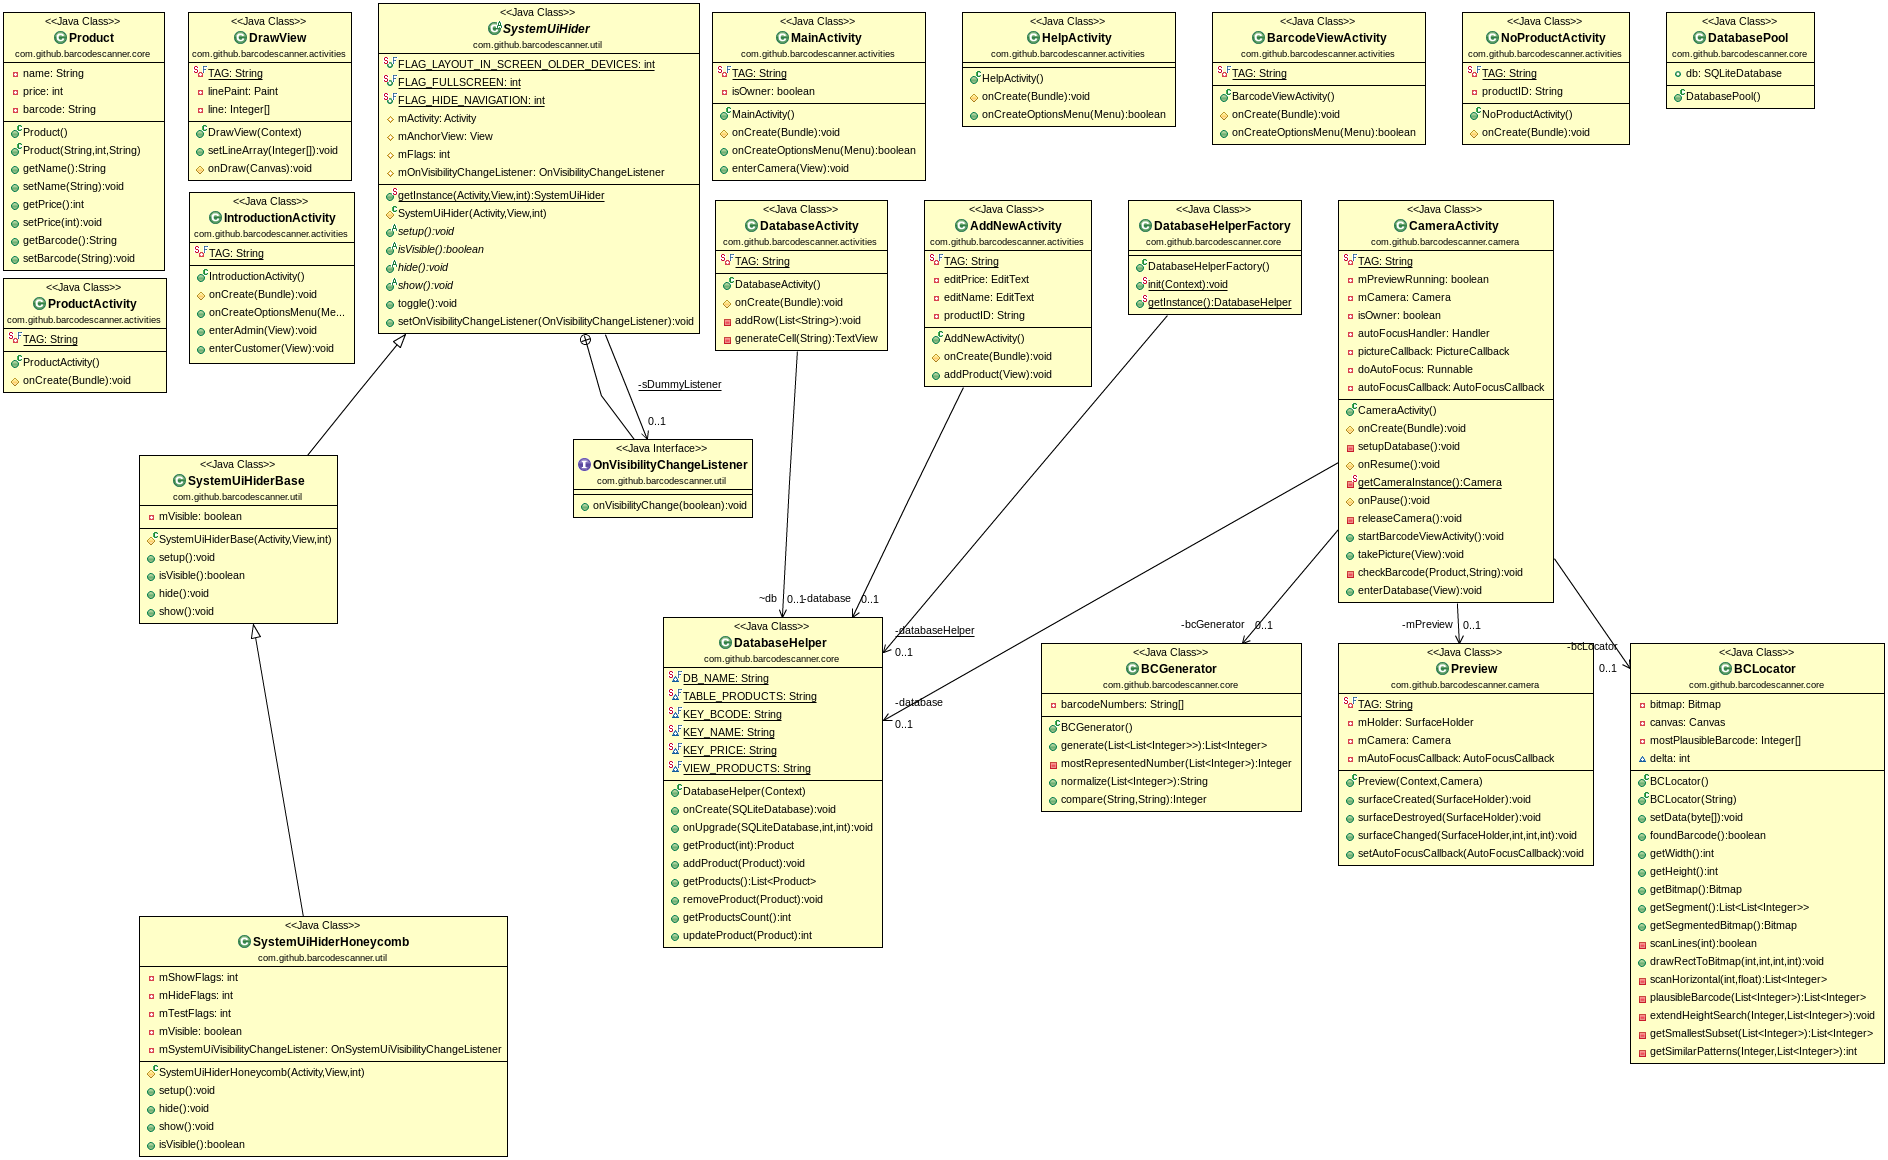 <<Java Class>>
Product
com.github.barcodescanner.core
name: String
price: int
barcode: String
Product()
Product(String,int,String)
getName():String
setName(String):void
getPrice():int
setPrice(int):void
getBarcode():String
setBarcode(String):void
<<Java Class>>
ProductActivity
com.github.barcodescanner.activities
TAG: String
ProductActivity()
onCreate(Bundle):void
<<Java Class>>
DrawView
com.github.barcodescanner.activities
TAG: String
linePaint: Paint
line: Integer[]
DrawView(Context)
setLineArray(Integer[]):void
onDraw(Canvas):void
<<Java Class>>
IntroductionActivity
com.github.barcodescanner.activities
TAG: String
IntroductionActivity()
onCreate(Bundle):void
onCreateOptionsMenu(Me...
enterAdmin(View):void
enterCustomer(View):void
<<Java Class>>
SystemUiHider
com.github.barcodescanner.util
FLAG_LAYOUT_IN_SCREEN_OLDER_DEVICES: int
FLAG_FULLSCREEN: int
FLAG_HIDE_NAVIGATION: int
mActivity: Activity
mAnchorView: View
mFlags: int
mOnVisibilityChangeListener: OnVisibilityChangeListener
getInstance(Activity,View,int):SystemUiHider
SystemUiHider(Activity,View,int)
setup():void
isVisible():boolean
hide():void
show():void
toggle():void
setOnVisibilityChangeListener(OnVisibilityChangeListener):void
<<Java Class>>
MainActivity
com.github.barcodescanner.activities
TAG: String
isOwner: boolean
MainActivity()
onCreate(Bundle):void
onCreateOptionsMenu(Menu):boolean
enterCamera(View):void
<<Java Class>>
HelpActivity
com.github.barcodescanner.activities
HelpActivity()
onCreate(Bundle):void
onCreateOptionsMenu(Menu):boolean
<<Java Class>>
BarcodeViewActivity
com.github.barcodescanner.activities
TAG: String
BarcodeViewActivity()
onCreate(Bundle):void
onCreateOptionsMenu(Menu):boolean
<<Java Class>>
NoProductActivity
com.github.barcodescanner.activities
TAG: String
productID: String
NoProductActivity()
onCreate(Bundle):void
<<Java Class>>
DatabasePool
com.github.barcodescanner.core
db: SQLiteDatabase
DatabasePool()
<<Java Class>>
DatabaseActivity
com.github.barcodescanner.activities
TAG: String
DatabaseActivity()
onCreate(Bundle):void
addRow(List<String>):void
generateCell(String):TextView
<<Java Class>>
AddNewActivity
com.github.barcodescanner.activities
TAG: String
editPrice: EditText
editName: EditText
productID: String
AddNewActivity()
onCreate(Bundle):void
addProduct(View):void
<<Java Class>>
DatabaseHelperFactory
com.github.barcodescanner.core
DatabaseHelperFactory()
init(Context):void
getInstance():DatabaseHelper
<<Java Class>>
CameraActivity
com.github.barcodescanner.camera
TAG: String
mPreviewRunning: boolean
mCamera: Camera
isOwner: boolean
autoFocusHandler: Handler
pictureCallback: PictureCallback
doAutoFocus: Runnable
autoFocusCallback: AutoFocusCallback
CameraActivity()
onCreate(Bundle):void
setupDatabase():void
onResume():void
getCameraInstance():Camera
onPause():void
releaseCamera():void
startBarcodeViewActivity():void
takePicture(View):void
checkBarcode(Product,String):void
enterDatabase(View):void
-sDummyListener
0..1
<<Java Interface>>
OnVisibilityChangeListener
com.github.barcodescanner.util
onVisibilityChange(boolean):void
<<Java Class>>
SystemUiHiderBase
com.github.barcodescanner.util
mVisible: boolean
SystemUiHiderBase(Activity,View,int)
setup():void
isVisible():boolean
hide():void
show():void
~db
0..1
-database
0..1
-databaseHelper
0..1
-database
0..1
-bcGenerator
0..1
-mPreview
0..1
-bcLocator
0..1
<<Java Class>>
DatabaseHelper
com.github.barcodescanner.core
DB_NAME: String
TABLE_PRODUCTS: String
KEY_BCODE: String
KEY_NAME: String
KEY_PRICE: String
VIEW_PRODUCTS: String
DatabaseHelper(Context)
onCreate(SQLiteDatabase):void
onUpgrade(SQLiteDatabase,int,int):void
getProduct(int):Product
addProduct(Product):void
getProducts():List<Product>
removeProduct(Product):void
getProductsCount():int
updateProduct(Product):int
<<Java Class>>
BCGenerator
com.github.barcodescanner.core
barcodeNumbers: String[]
BCGenerator()
generate(List<List<Integer>>):List<Integer>
mostRepresentedNumber(List<Integer>):Integer
normalize(List<Integer>):String
compare(String,String):Integer
<<Java Class>>
Preview
com.github.barcodescanner.camera
TAG: String
mHolder: SurfaceHolder
mCamera: Camera
mAutoFocusCallback: AutoFocusCallback
Preview(Context,Camera)
surfaceCreated(SurfaceHolder):void
surfaceDestroyed(SurfaceHolder):void
surfaceChanged(SurfaceHolder,int,int,int):void
setAutoFocusCallback(AutoFocusCallback):void
<<Java Class>>
BCLocator
com.github.barcodescanner.core
bitmap: Bitmap
canvas: Canvas
mostPlausibleBarcode: Integer[]
delta: int
BCLocator()
BCLocator(String)
setData(byte[]):void
foundBarcode():boolean
getWidth():int
getHeight():int
getBitmap():Bitmap
getSegment():List<List<Integer>>
getSegmentedBitmap():Bitmap
scanLines(int):boolean
drawRectToBitmap(int,int,int,int):void
scanHorizontal(int,float):List<Integer>
plausibleBarcode(List<Integer>):List<Integer>
extendHeightSearch(Integer,List<Integer>):void
getSmallestSubset(List<Integer>):List<Integer>
getSimilarPatterns(Integer,List<Integer>):int
<<Java Class>>
SystemUiHiderHoneycomb
com.github.barcodescanner.util
mShowFlags: int
mHideFlags: int
mTestFlags: int
mVisible: boolean
mSystemUiVisibilityChangeListener: OnSystemUiVisibilityChangeListener
SystemUiHiderHoneycomb(Activity,View,int)
setup():void
hide():void
show():void
isVisible():boolean